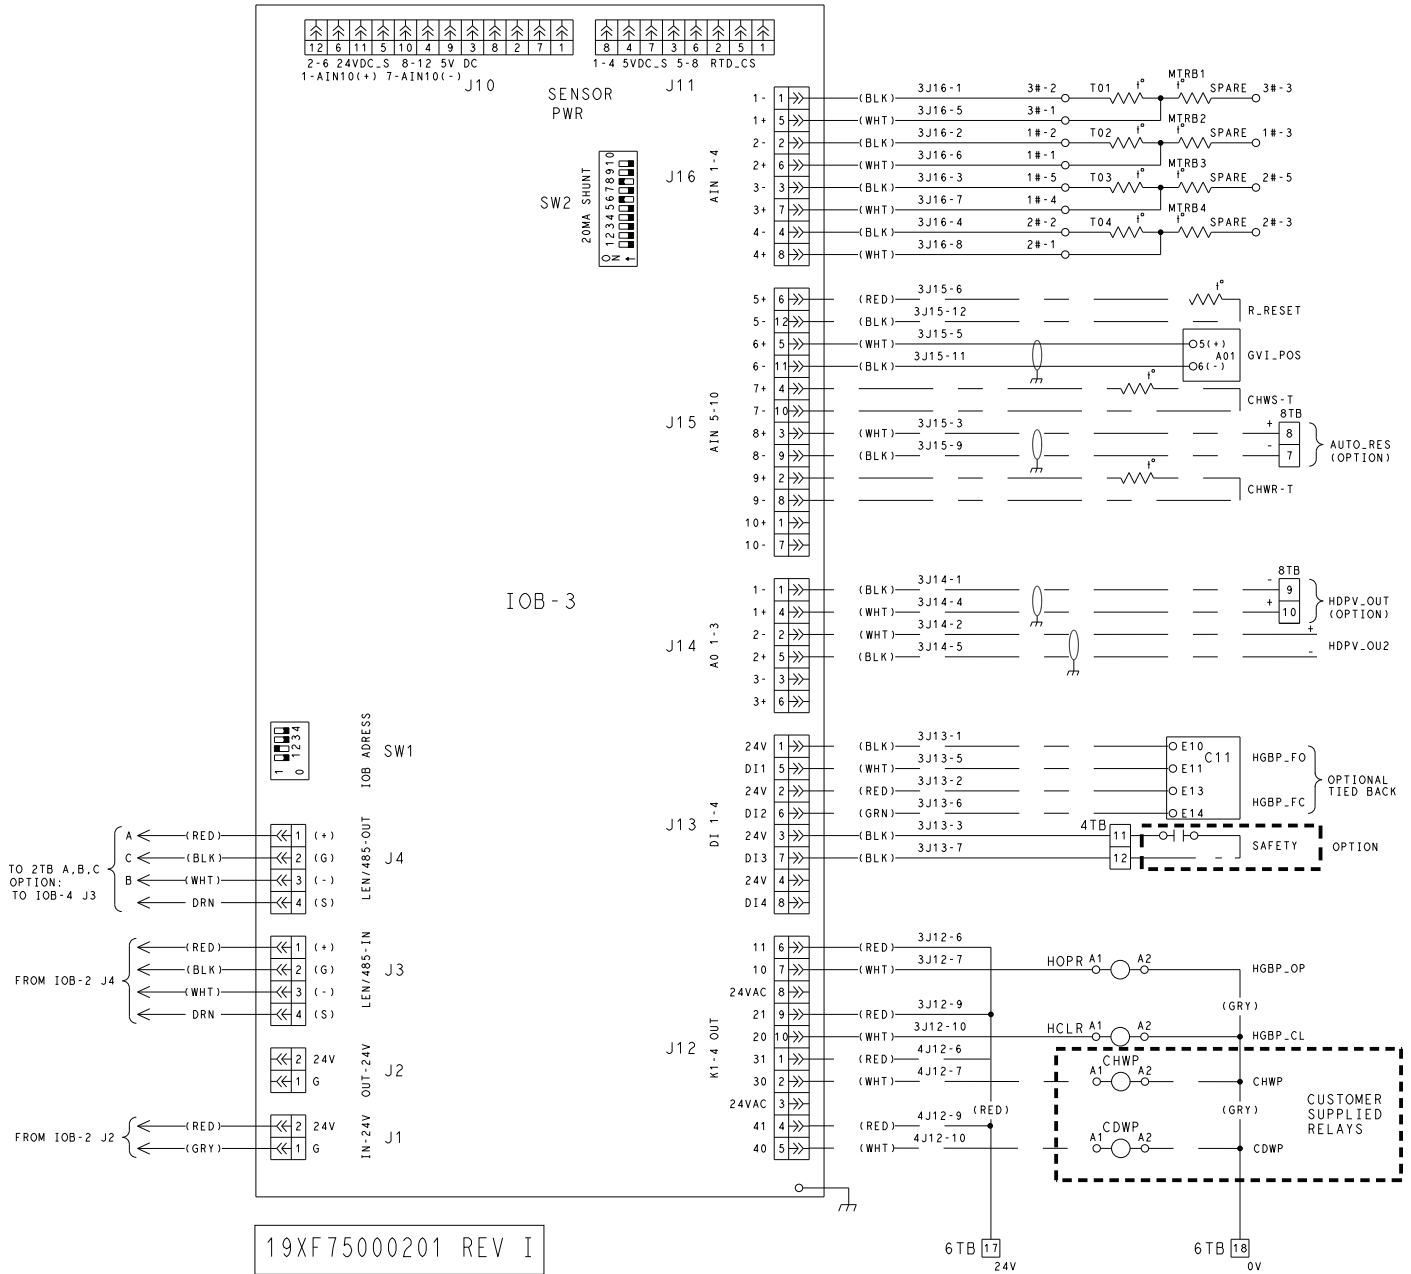 12 6 11 5 10 4 9 3 8 2 7 1
8 4 7 3 6 2 5 1
2-6 24VDC_S 8-12 5V DC
1-AIN10(+) 7-AIN10(-)
J10
1-4 5VDC_S 5-8 RTD_CS
J11
SENSOR
PWR
SW2
20MA SHUNT
1 2 3 4 5 6 7 8 9 10
ON ↑
J16
AIN 1-4
1- 1 (BLK) 3J16-1 3#-2 T01 t° MTRB1 t° SPARE 3#-3
1+ 5 (WHT) 3J16-5 3#-1
2- 2 (BLK) 3J16-2 1#-2 T02 t° MTRB2 t° SPARE 1#-3
2+ 6 (WHT) 3J16-6 1#-1
3- 3 (BLK) 3J16-3 1#-5 T03 t° MTRB3 t° SPARE 2#-5
3+ 7 (WHT) 3J16-7 1#-4
4- 4 (BLK) 3J16-4 2#-2 T04 t° MTRB4 t° SPARE 2#-3
4+ 8 (WHT) 3J16-8 2#-1
J15
AIN 5-10
5+ 6 (RED) 3J15-6 t°
5- 12 (BLK) 3J15-12 R_RESET
6+ 5 (WHT) 3J15-5 5(+)
A01 GVI_POS
6- 11 (BLK) 3J15-11 6(-)
7+ 4 t°
7- 10 CHWS-T
8TB
8+ 3 (WHT) 3J15-3 + 8
8- 9 (BLK) 3J15-9 - 7
AUTO_RES
(OPTION)
9+ 2 t°
9- 8 CHWR-T
10+ 1
10- 7
IOB-3
J14
AO 1-3
8TB
1- 1 (BLK) 3J14-1 - 9
1+ 4 (WHT) 3J14-4 + 10
HDPV_OUT
(OPTION)
2- 2 (WHT) 3J14-2 +
2+ 5 (BLK) 3J14-5 -
HDPV_OU2
3- 3
3+ 6
SW1
IOB ADRESS
1 2 3 4
1 0
J13
DI 1-4
24V 1 (BLK) 3J13-1 E10
C11 HGBP_FO
DI1 5 (WHT) 3J13-5 E11
24V 2 (RED) 3J13-2 E13
HGBP_FC
DI2 6 (GRN) 3J13-6 E14
OPTIONAL
TIED BACK
24V 3 (BLK) 3J13-3 4TB 11
SAFETY OPTION
DI3 7 (BLK) 3J13-7 12
24V 4
DI4 8
TO 2TB A,B,C
OPTION:
TO IOB-4 J3
A (RED) 1 (+)
C (BLK) 2 (G)
B (WHT) 3 (-)
DRN 4 (S)
LEN/485-OUT
J4
FROM IOB-2 J4
(RED) 1 (+)
(BLK) 2 (G)
(WHT) 3 (-)
DRN 4 (S)
LEN/485-IN
J3
2 24V
1 G
OUT-24V
J2
FROM IOB-2 J2
(RED) 2 24V
(GRY) 1 G
IN-24V
J1
J12
K1-4 OUT
11 6 (RED) 3J12-6
10 7 (WHT) 3J12-7 HOPR A1 A2 HGBP_OP
24VAC 8
(GRY)
21 9 (RED) 3J12-9
20 10 (WHT) 3J12-10 HCLR A1 A2 HGBP_CL
31 1 (RED) 4J12-6
30 2 (WHT) 4J12-7 CHWP A1 A2 CHWP
24VAC 3
(RED) (GRY)
41 4 (RED) 4J12-9
40 5 (WHT) 4J12-10 CDWP A1 A2 CDWP
CUSTOMER
SUPPLIED
RELAYS
19XF75000201 REV I
6TB 17
24V
6TB 18
0V